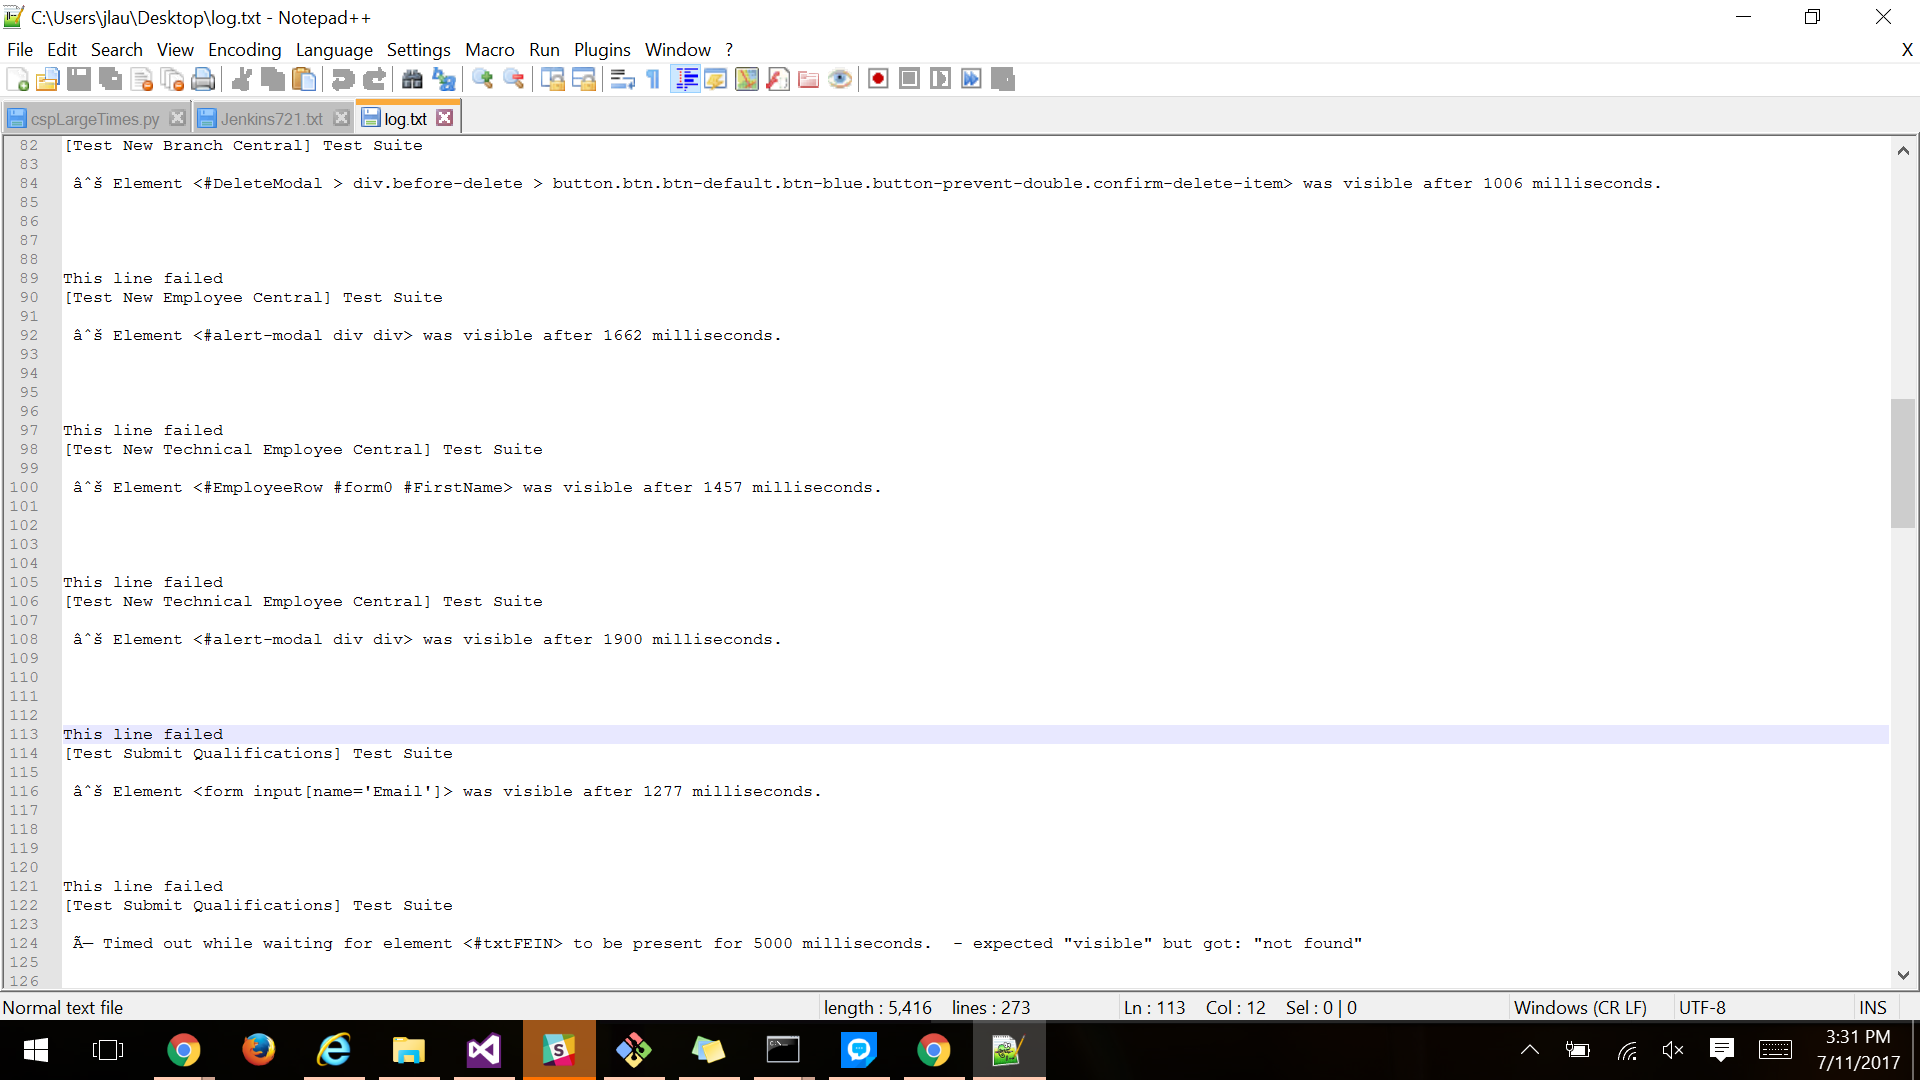 C:\Users\jlau\Desktop\log.txt - Notepad++
File Edit Search View Encoding Language Settings Macro Run Plugins Window ? X
cspLargeTimes.py Jenkins721.txt log.txt
82 [Test New Branch Central] Test Suite
83
84 âˆš Element <#DeleteModal > div.before-delete > button.btn.btn-default.btn-blue.button-prevent-double.confirm-delete-item> was visible after 1006 milliseconds.
85
86
87
88
89 This line failed
90 [Test New Employee Central] Test Suite
91
92 âˆš Element <#alert-modal div div> was visible after 1662 milliseconds.
93
94
95
96
97 This line failed
98 [Test New Technical Employee Central] Test Suite
99
100 âˆš Element <#EmployeeRow #form0 #FirstName> was visible after 1457 milliseconds.
101
102
103
104
105 This line failed
106 [Test New Technical Employee Central] Test Suite
107
108 âˆš Element <#alert-modal div div> was visible after 1900 milliseconds.
109
110
111
112
113 This line failed
114 [Test Submit Qualifications] Test Suite
115
116 âˆš Element <form input[name='Email']> was visible after 1277 milliseconds.
117
118
119
120
121 This line failed
122 [Test Submit Qualifications] Test Suite
123
124 Ã— Timed out while waiting for element <#txtFEIN> to be present for 5000 milliseconds.  - expected "visible" but got: "not found"
125
126
Normal text file length : 5,416 lines : 273 Ln : 113 Col : 12 Sel : 0 | 0 Windows (CR LF) UTF-8 INS
3:31 PM
7/11/2017